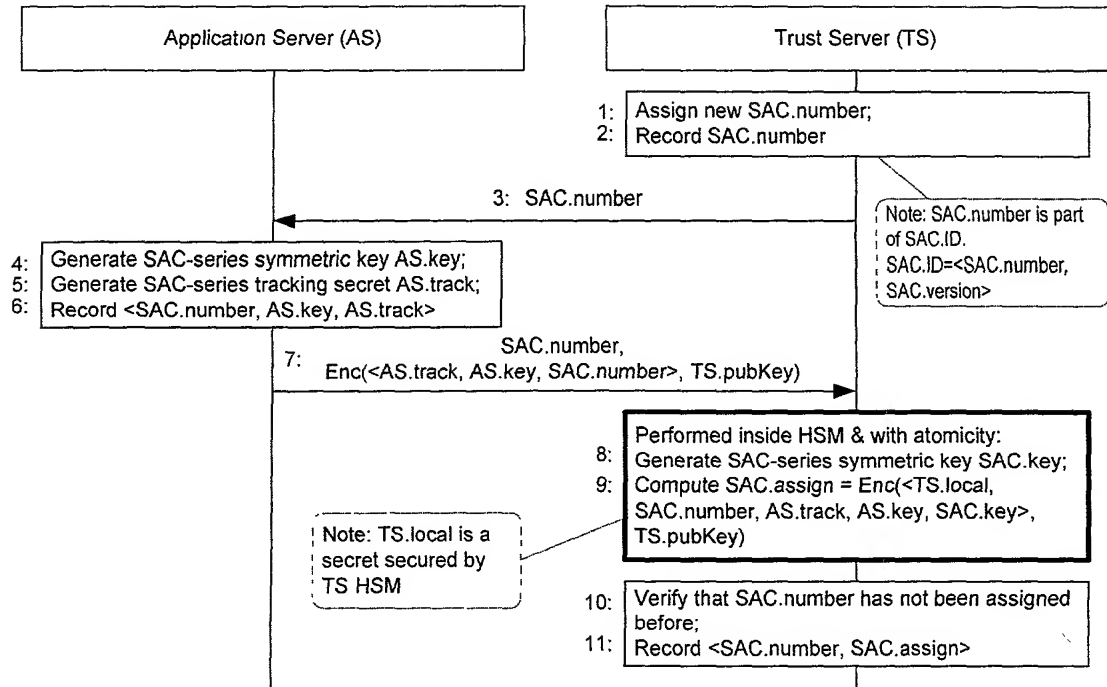 Application Server (AS)
Trust Server (TS)
1: Assign new SAC.number;
2: Record SAC.number
3: SAC.number
Note: SAC.number is part
of SAC.ID.
SAC.ID=<SAC.number,
SAC.version>
4: Generate SAC-series symmetric key AS.key;
5: Generate SAC-series tracking secret AS.track;
6: Record <SAC.number, AS.key, AS.track>
7: SAC.number,
Enc(<AS.track, AS.key, SAC.number>, TS.pubKey)
Performed inside HSM & with atomicity:
8: Generate SAC-series symmetric key SAC.key;
9: Compute SAC.assign = Enc(<TS.local,
SAC.number, AS.track, AS.key, SAC.key>,
TS.pubKey)
Note: TS.local is a
secret secured by
TS HSM
10: Verify that SAC.number has not been assigned
before;
11: Record <SAC.number, SAC.assign>